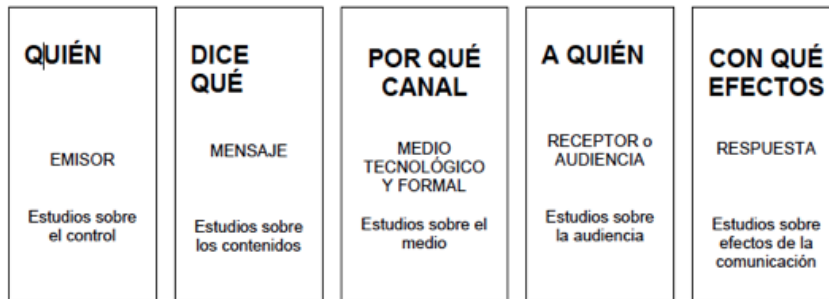 QUIÉN
EMISOR
Estudios sobre
el control
DICE
QUÉ
MENSAJE
Estudios sobre
los contenidos
POR QUÉ
CANAL
MEDIO
TECNOLÓGICO
Y FORMAL
Estudios sobre el
medio
A QUIÉN
RECEPTOR o
AUDIENCIA
Estudios sobre
la audiencia
CON QUÉ
EFECTOS
RESPUESTA
Estudios sobre
efectos de la
comunicación